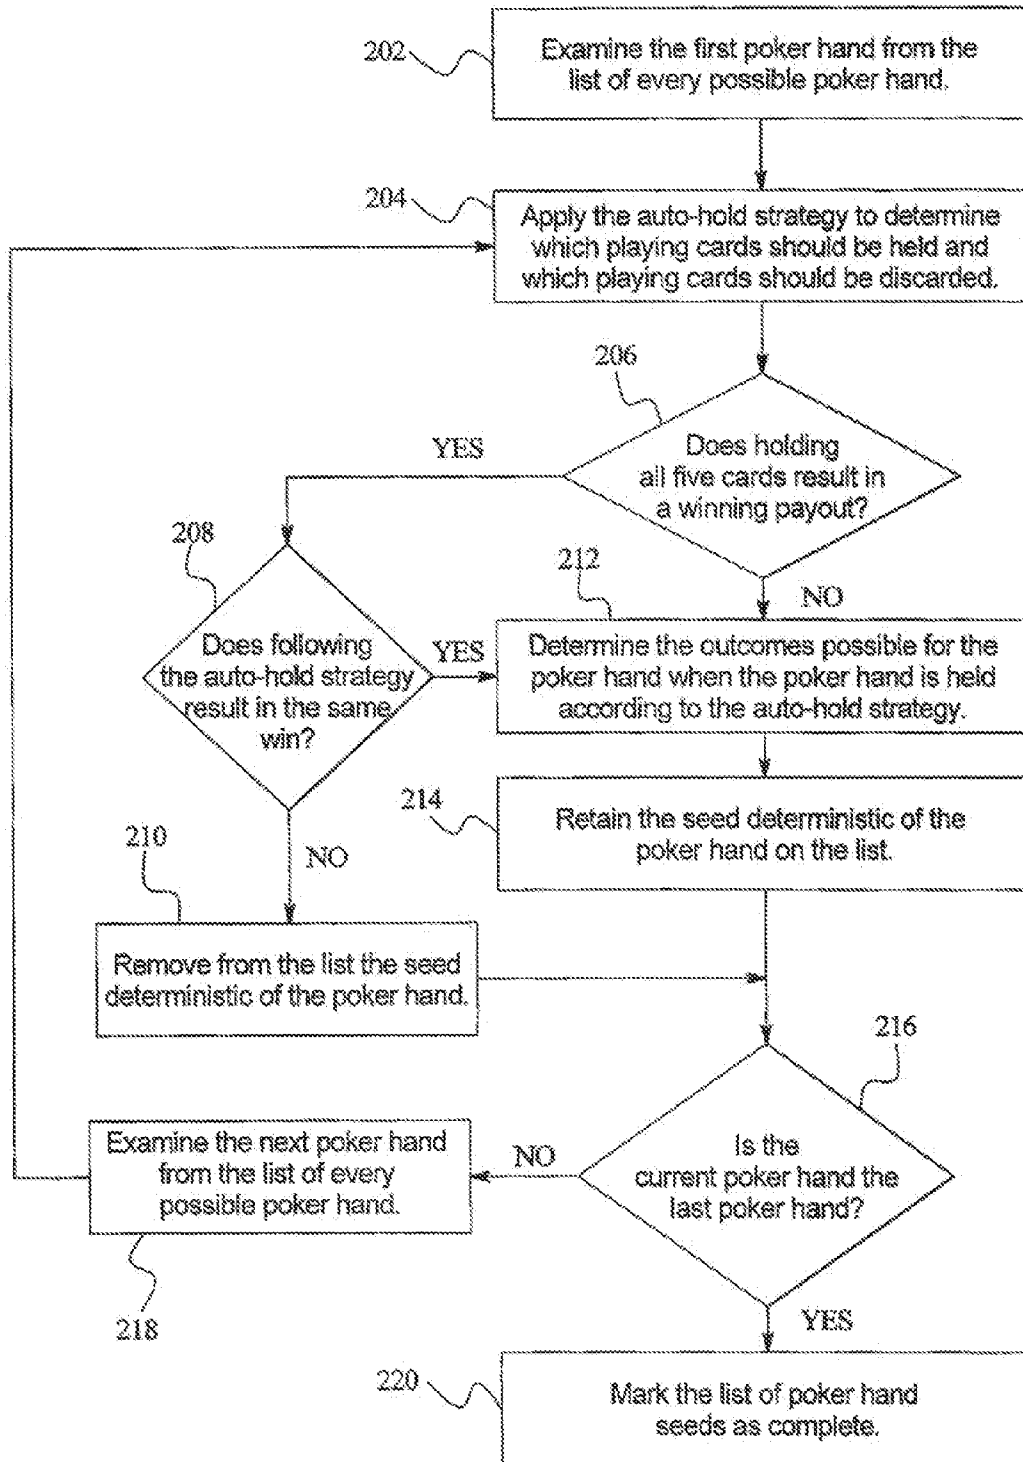 202
Examine the first poker hand from the
list of every possible poker hand.
204
Apply the auto-hold strategy to determine
which playing cards should be held and
which playing cards should be discarded.
206
Does holding
all five cards result in
a winning payout?
YES
NO
208
Does following
the auto-hold strategy
result in the same
win?
YES
NO
212
Determine the outcomes possible for the
poker hand when the poker hand is held
according to the auto-hold strategy.
214
Retain the seed deterministic of the
poker hand on the list.
210
Remove from the list the seed
deterministic of the poker hand.
216
Is the
current poker hand the
last poker hand?
NO
YES
Examine the next poker hand
from the list of every
possible poker hand.
218
220
Mark the list of poker hand
seeds as complete.